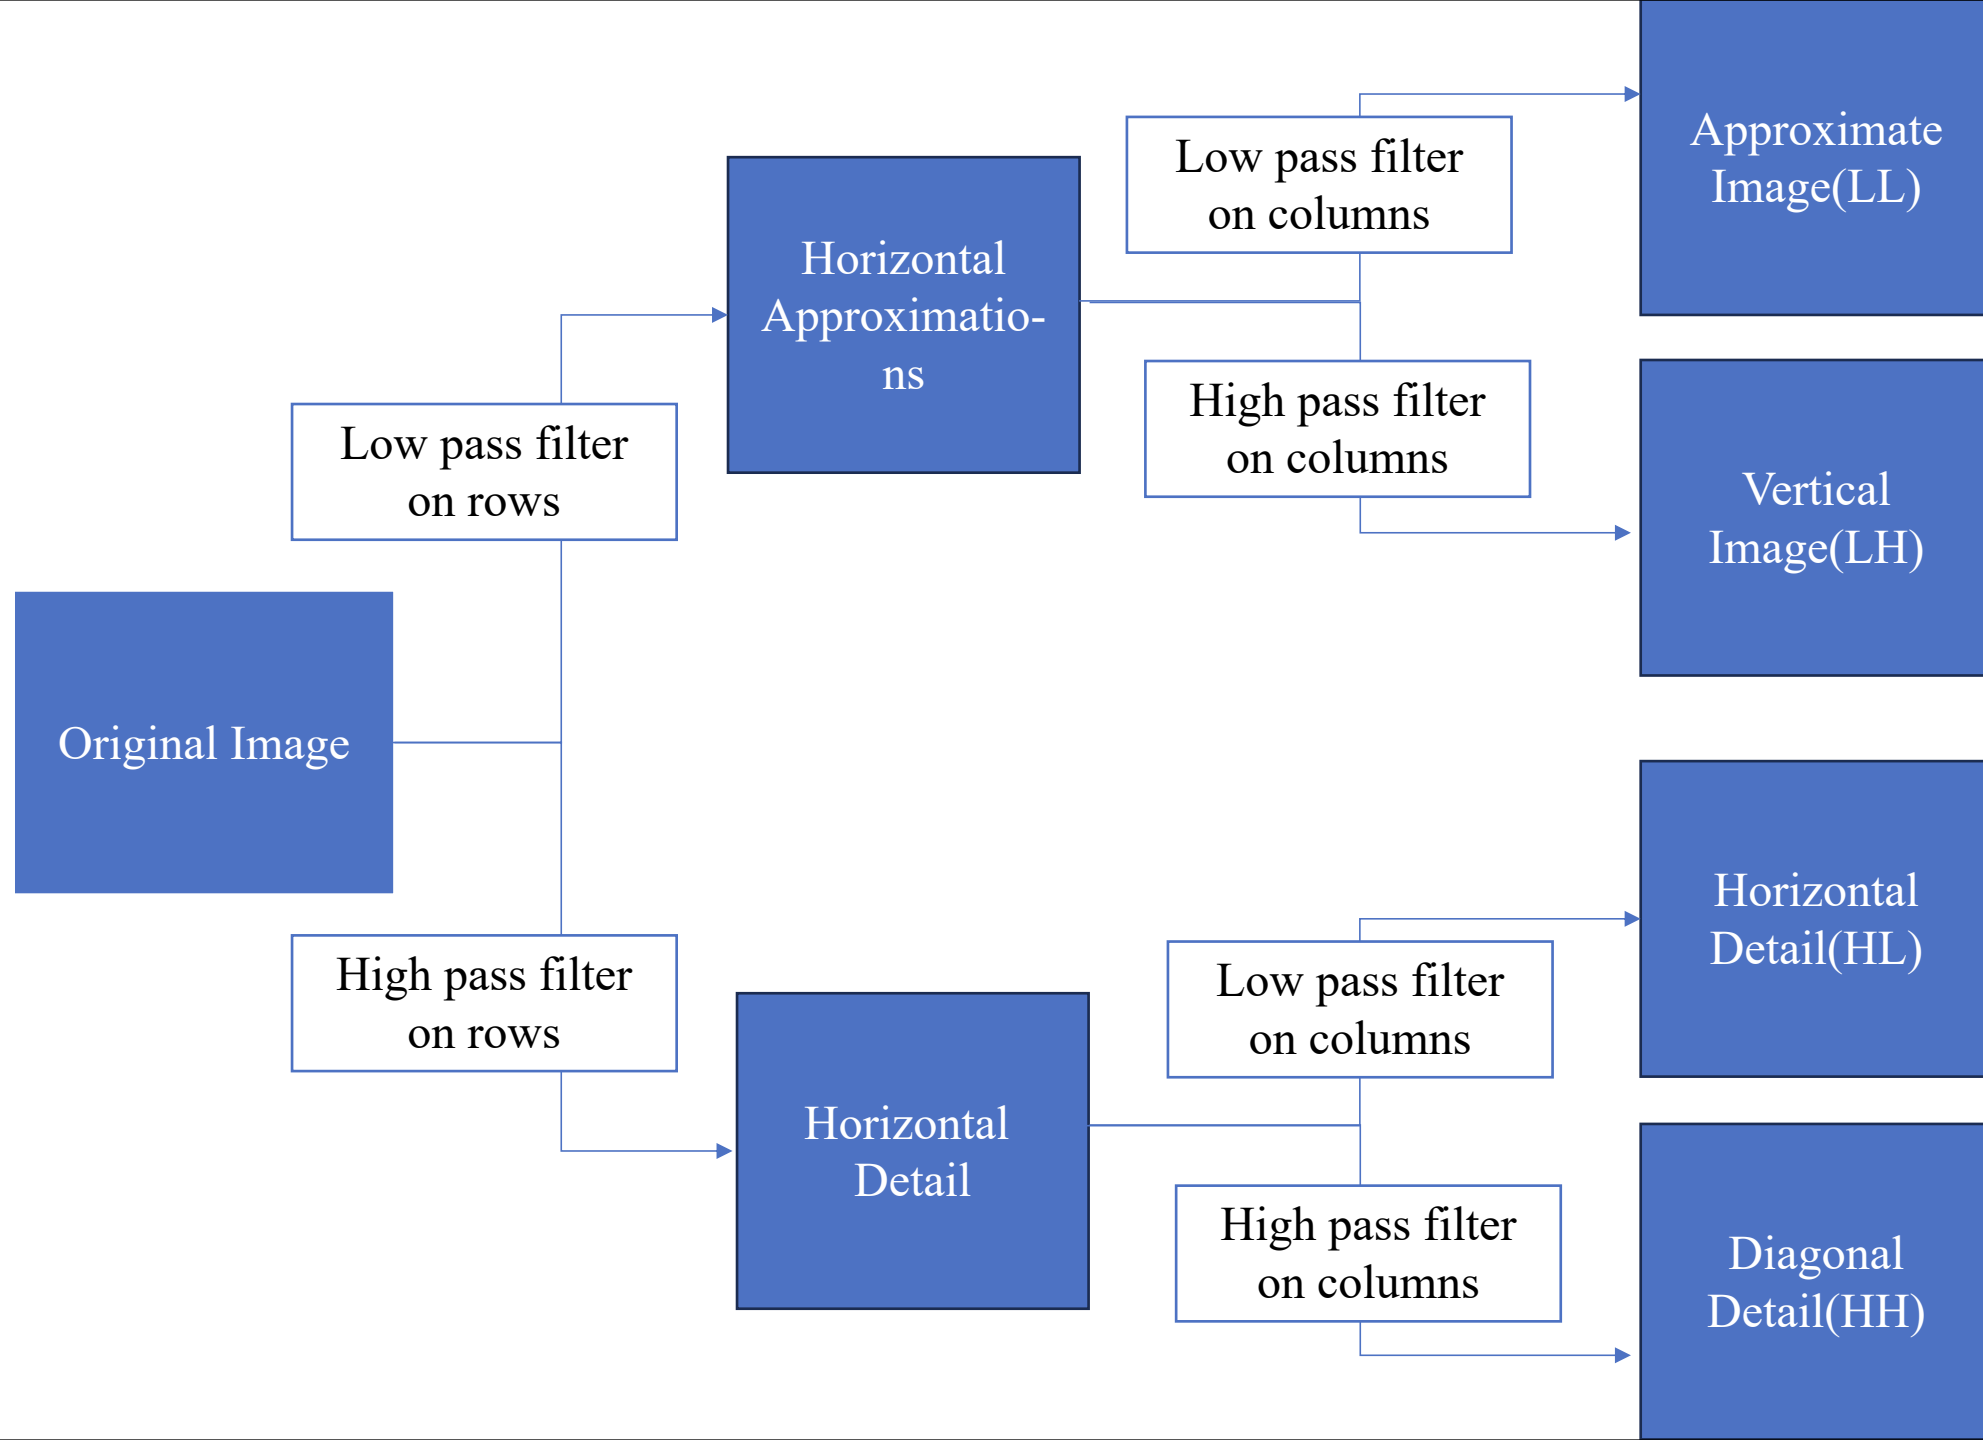 Approximate
Image(LL)
Low pass filter
on columns
Horizontal
Approximatio-
ns
High pass filter
on columns
Low pass filter
on rows
Vertical
Image(LH)
Original Image
Horizontal
Detail(HL)
High pass filter
on rows
Low pass filter
on columns
Horizontal
Detail
High pass filter
on columns
Diagonal
Detail(HH)